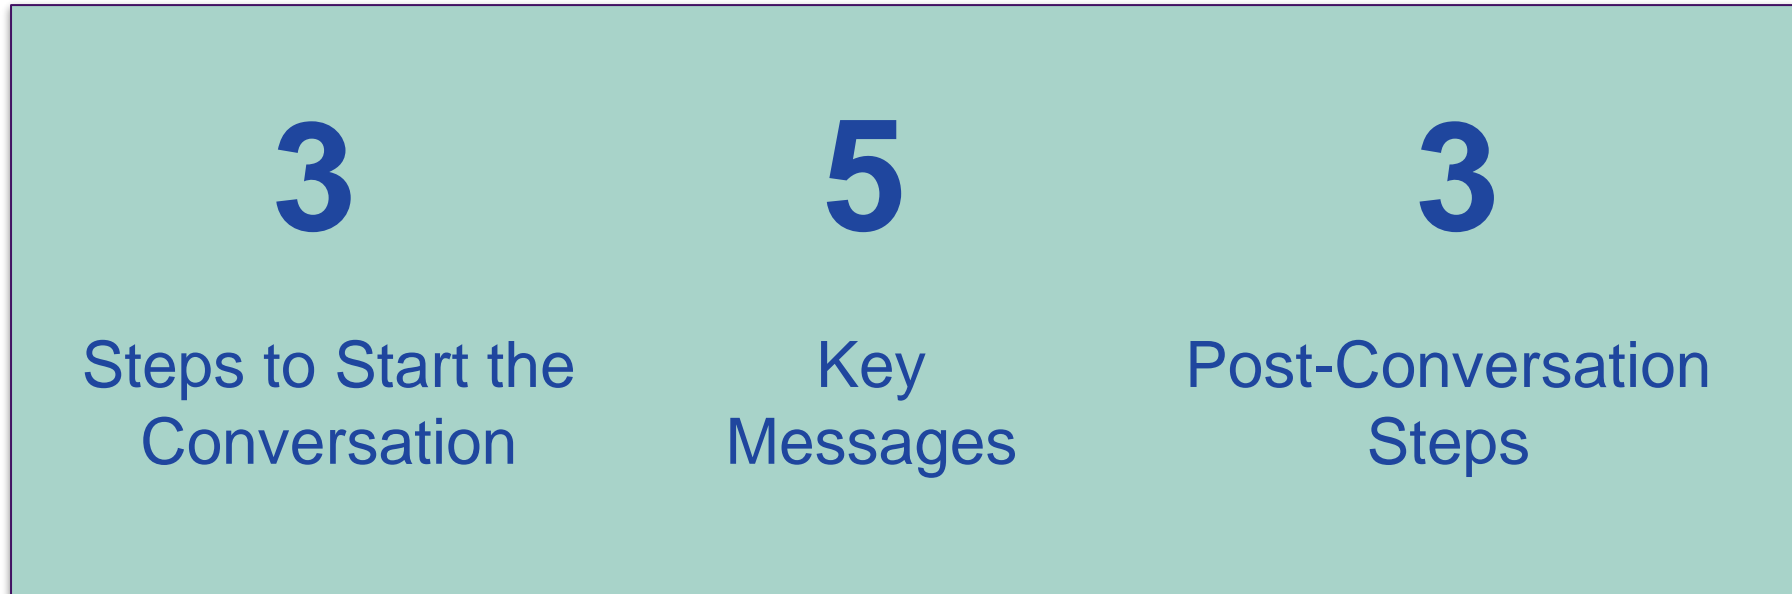 3
Steps to Start the
Conversation
5
Key
Messages
3
Post-Conversation
Steps